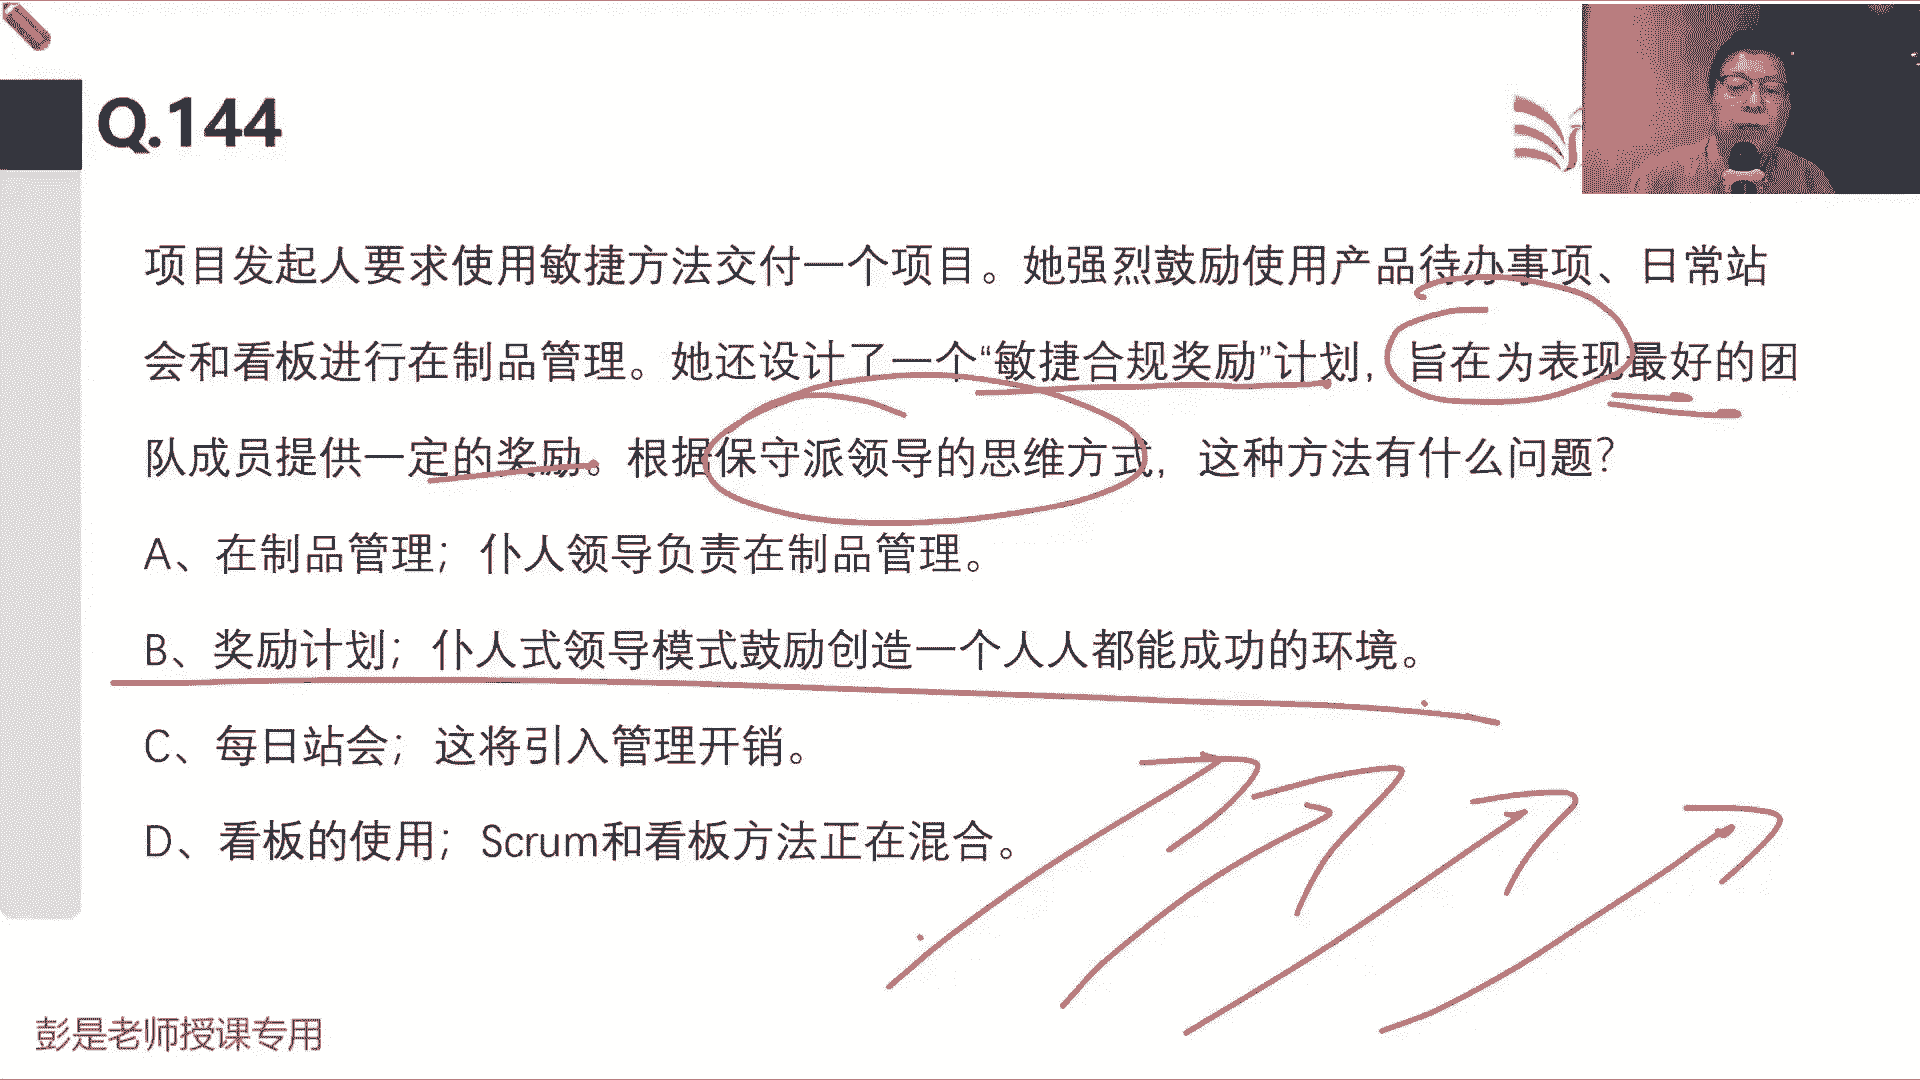 Q.144
项目发起人要求使用敏捷方法交付一个项目。她强烈鼓励使用产品待办事项、日常站
会和看板进行在制品管理。她还设计了一个“敏捷合规奖励”计划，旨在为表现最好的团
队成员提供一定的奖励。根据保守派领导的思维方式，这种方法有什么问题？
A、在制品管理；仆人领导负责在制品管理。
B、奖励计划；仆人式领导模式鼓励创造一个人人都能成功的环境。
C、每日站会；这将引入管理开销。
D、看板的使用；Scrum和看板方法正在混合。
彭是老师授课专用